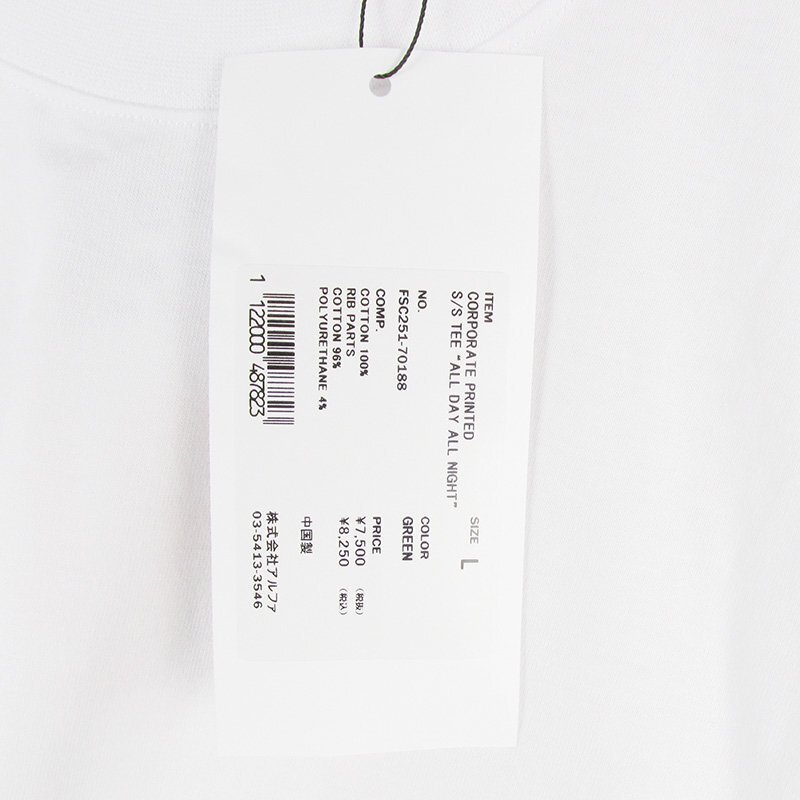 ITEM
CORPORATE PRINTED
S/S TEE “ALL DAY ALL NIGHT”
SIZE L
NO.
FSC251-70188
COLOR
GREEN
COMP.
COTTON 100%
RIB PARTS
COTTON 96%
POLYURETHANE 4%
PRICE
¥7,500 (税抜)
¥8,250 (税込)
中国製
1 122000 487823
株式会社アルファ
03-5413-3546